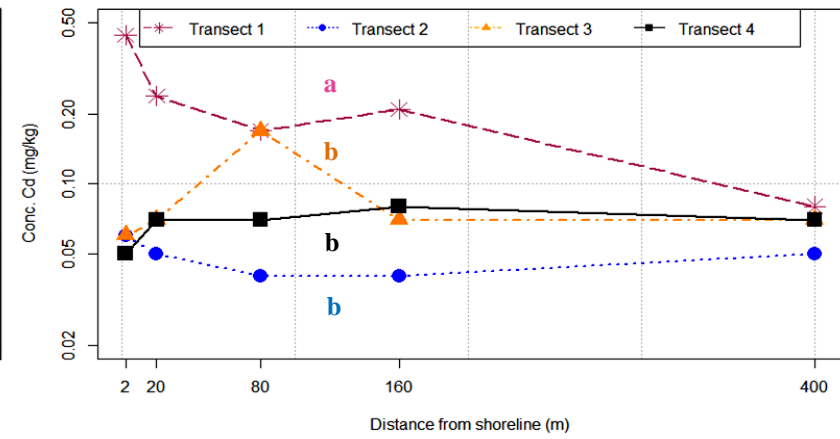 Transect 1 Transect 2 Transect 3 Transect 4
Conc. Cd (mg/kg)
0.50
0.20
0.10
0.05
0.02
a
b
b
b
2 20 80 160 400
Distance from shoreline (m)